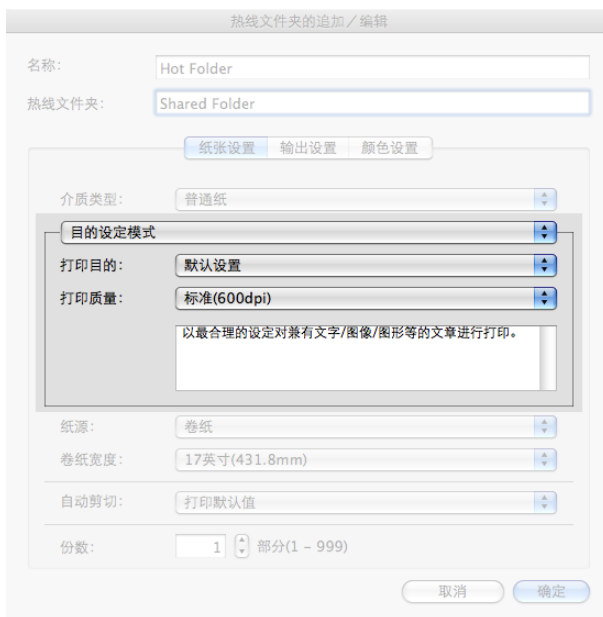 热线文件夹的追加／编辑
名称: Hot Folder
热线文件夹: Shared Folder
纸张设置 输出设置 颜色设置
介质类型: 普通纸
目的设定模式
打印目的: 默认设置
打印质量: 标准(600dpi)
以最合理的设定对兼有文字/图像/图形等的文章进行打印。
纸源: 卷纸
卷纸宽度: 17英寸(431.8mm)
自动剪切: 打印默认值
份数: 1 部分(1 – 999)
取消 确定